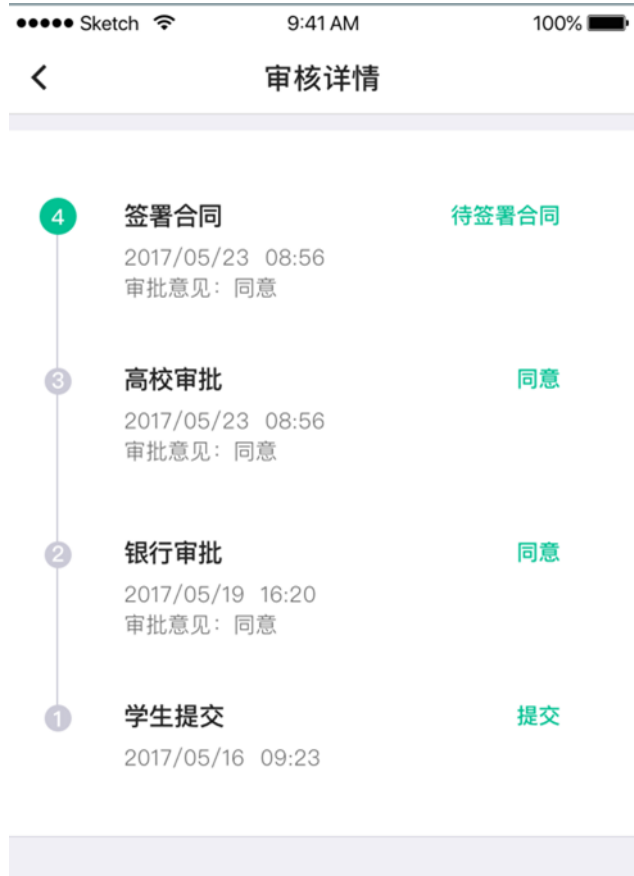 Sketch 9:41 AM 100%
审核详情
4 签署合同 待签署合同
2017/05/23 08:56
审批意见：同意
3 高校审批 同意
2017/05/23 08:56
审批意见：同意
2 银行审批 同意
2017/05/19 16:20
审批意见：同意
1 学生提交 提交
2017/05/16 09:23